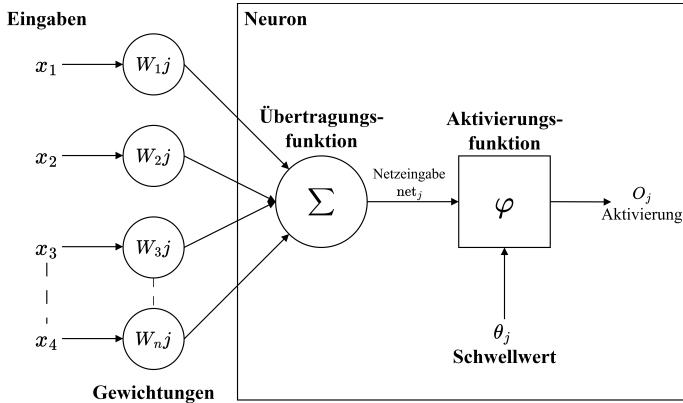 Eingaben
Neuron
x₁
W₁j
x₂
W₂j
x₃
W₃j
x₄
Wₙj
Gewichtungen
Übertragungs-
funktion
Σ
Netzeingabe
netⱼ
Aktivierungs-
funktion
φ
θⱼ
Schwellwert
Oⱼ
Aktivierung